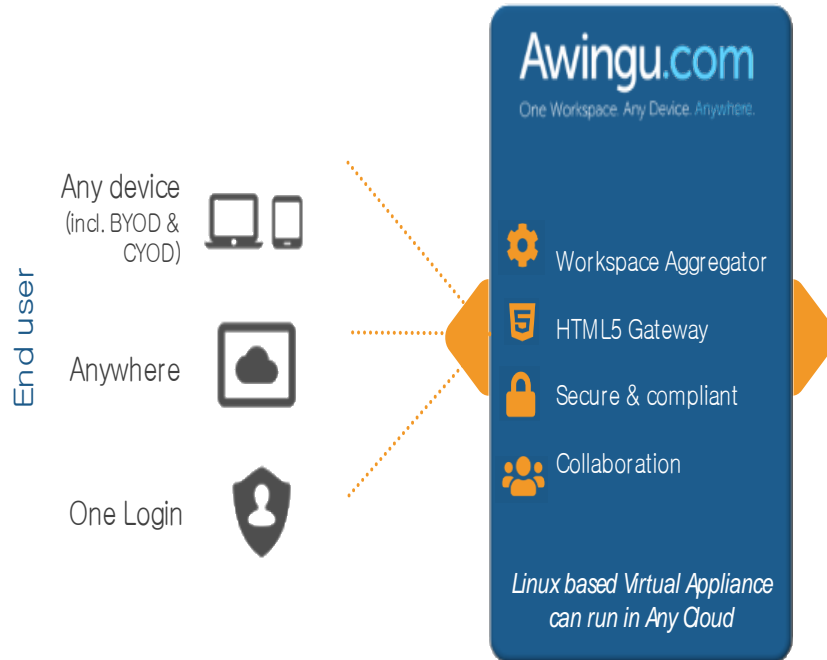 End user
Any device
(incl. BYOD &
CYOD)
Anywhere
One Login
Awingu.com
One Workspace. Any Device. Anywhere.
Workspace Aggregator
5
HTML5 Gateway
Secure & compliant
Collaboration
Linux based Virtual Appliance
can run in Any Cloud